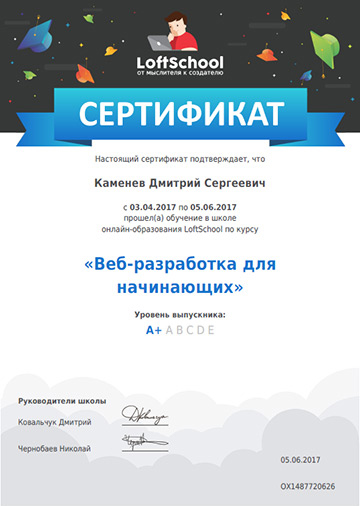 LoftSchool
от мыслителя к создателю
СЕРТИФИКАТ
Настоящий сертификат подтверждает, что
Каменев Дмитрий Сергеевич
с 03.04.2017 по 05.06.2017
прошел(а) обучение в школе
онлайн-образования LoftSchool по курсу
«Веб-разработка для
начинающих»
Уровень выпускника:
A+ A B C D E
Руководители школы
Ковальчук Дмитрий
Чернобаев Николай
05.06.2017
OX1487720626